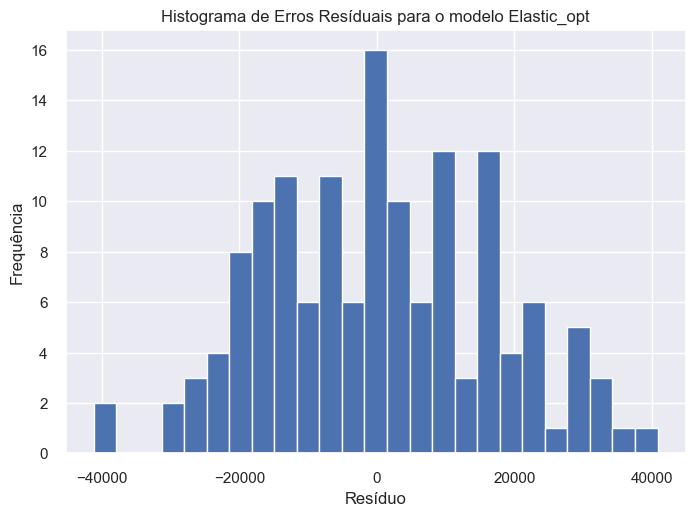 Histograma de Erros Resíduais para o modelo Elastic_opt
16
14
12
10
8
6
4
2
0
Frequência
−40000 −20000 0 20000 40000
Resíduo